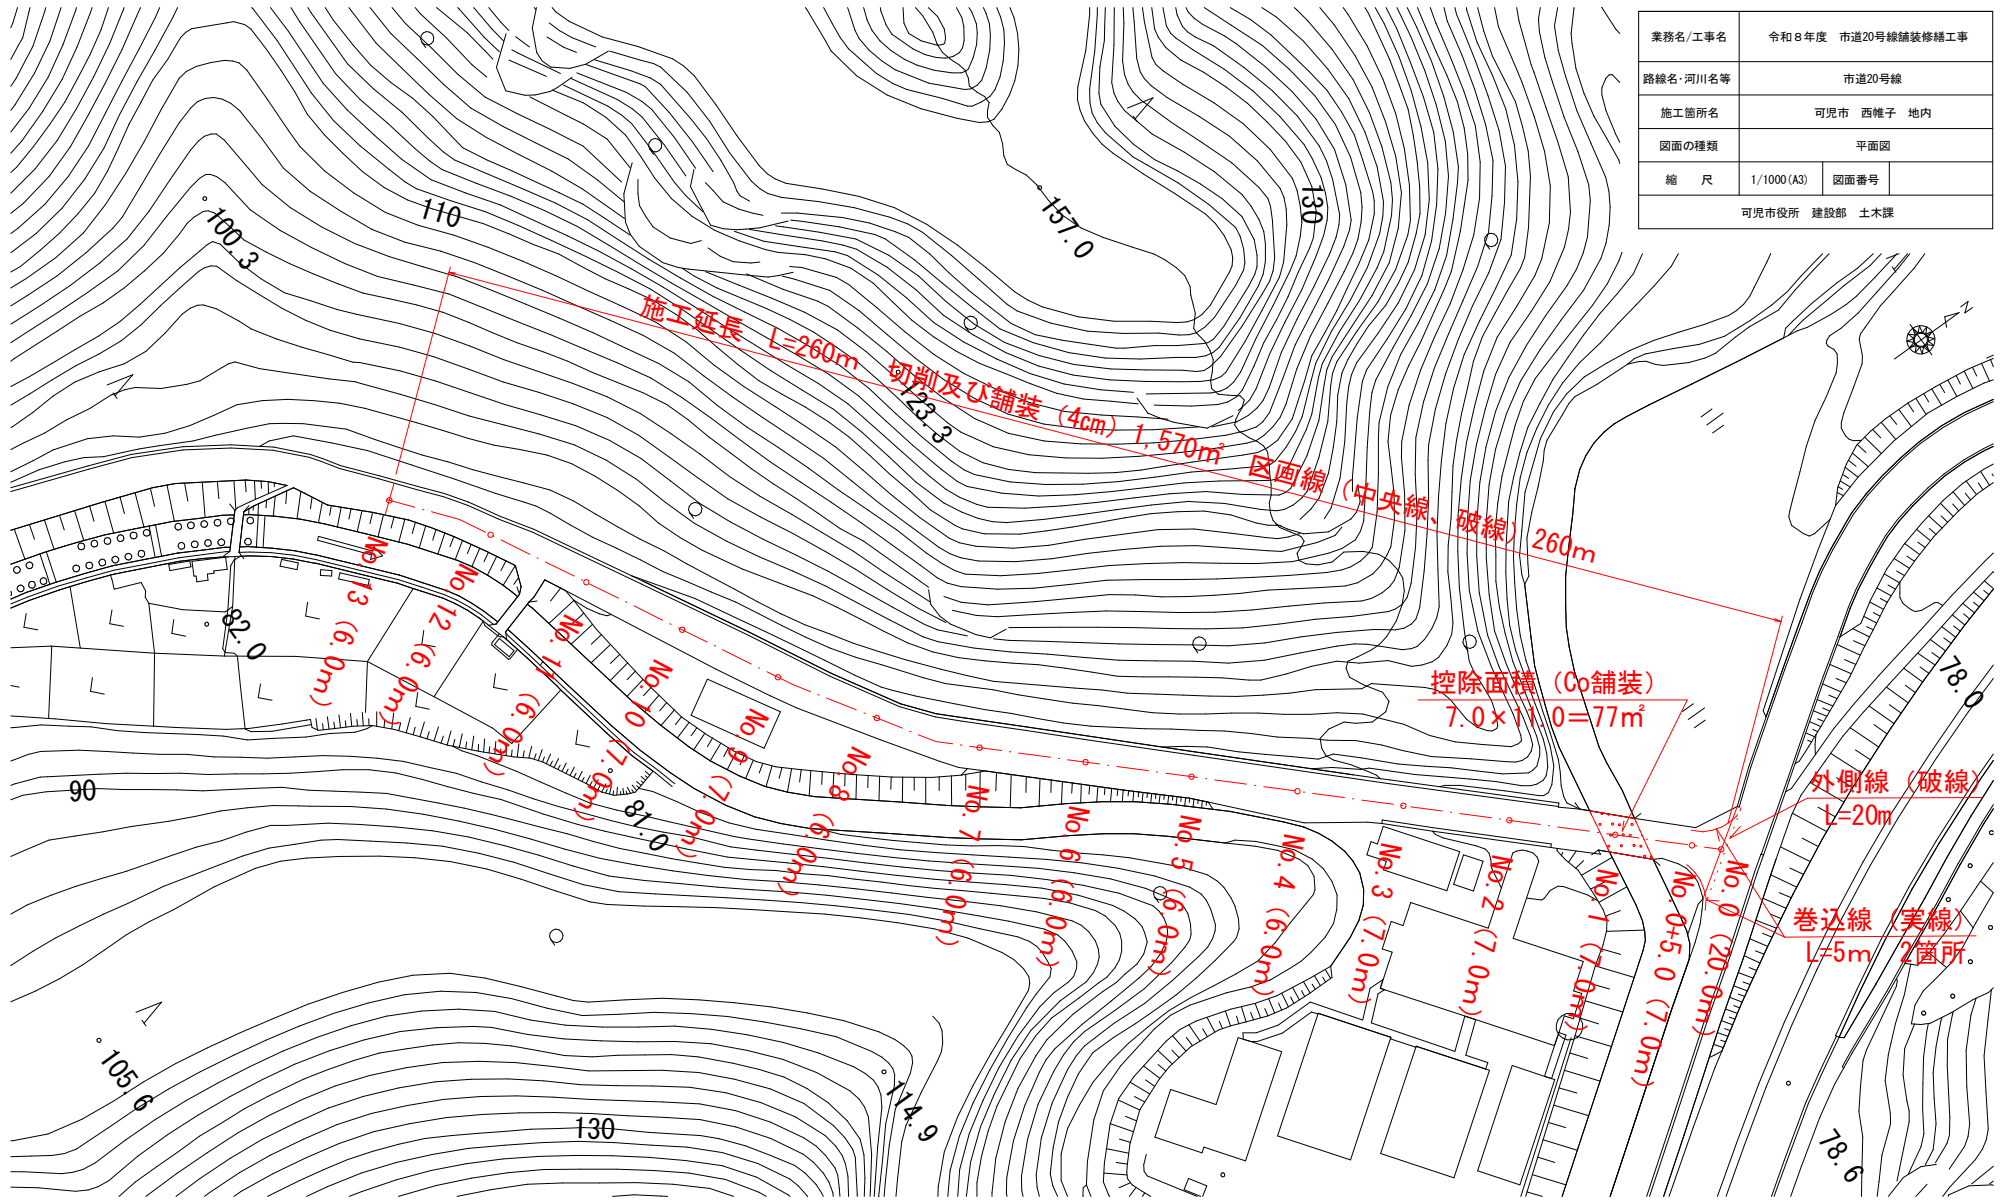 業務名/工事名 令和8年度 市道20号線舗装修繕工事
路線名・河川名等 市道20号線
施工箇所名 可児市 西帷子 地内
図面の種類 平面図
縮 尺 1/1000(A3) 図面番号
可児市役所 建設部 土木課
N
施工延長 L=260m 切削及び舗装(4cm)1,570㎡ 区画線(中央線、破線)260m
控除面積(Co舗装)
7.0×11.0=77㎡
外側線(破線)
L=20m
巻込線(実線)
L=5m 2箇所
No.13(6.0m)
No.12(6.0m)
No.11(6.0m)
No.10(7.0m)
No.9(7.0m)
No.8(6.0m)
No.7(6.0m)
No.6(6.0m)
No.5(6.0m)
No.4(6.0m)
No.3(7.0m)
No.2(7.0m)
No.1(7.0m)
No.0+5.0(7.0m)
No.0(20.0m)
100.3
110
157.0
130
123.3
82.0
90
81.0
105.6
130
114.9
78.0
78.6